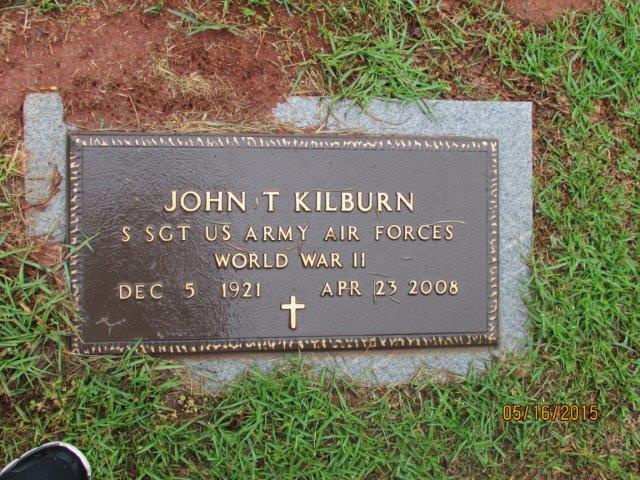 JOHN T KILBURN
S SGT US ARMY AIR FORCES
WORLD WAR II
DEC 5 1921 APR 23 2008
05/16/2015